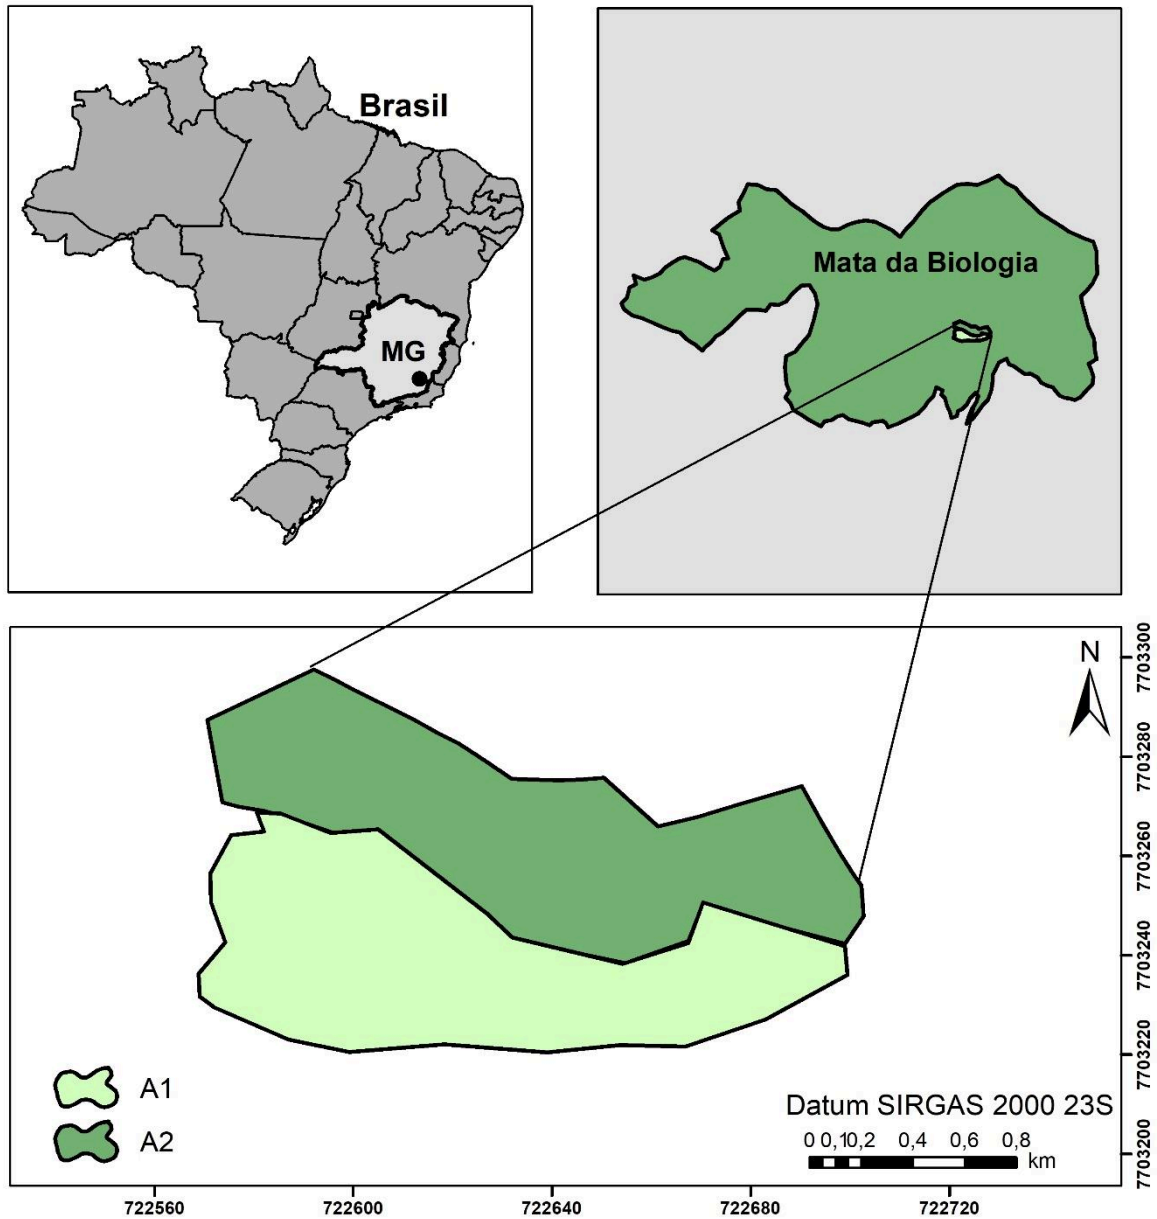 Brasil
MG
Mata da Biologia
N
7703300
7703280
7703260
7703240
7703220
7703200
A1
A2
Datum SIRGAS 2000 23S
0 0,10,2 0,4 0,6 0,8
km
722560 722600 722640 722680 722720